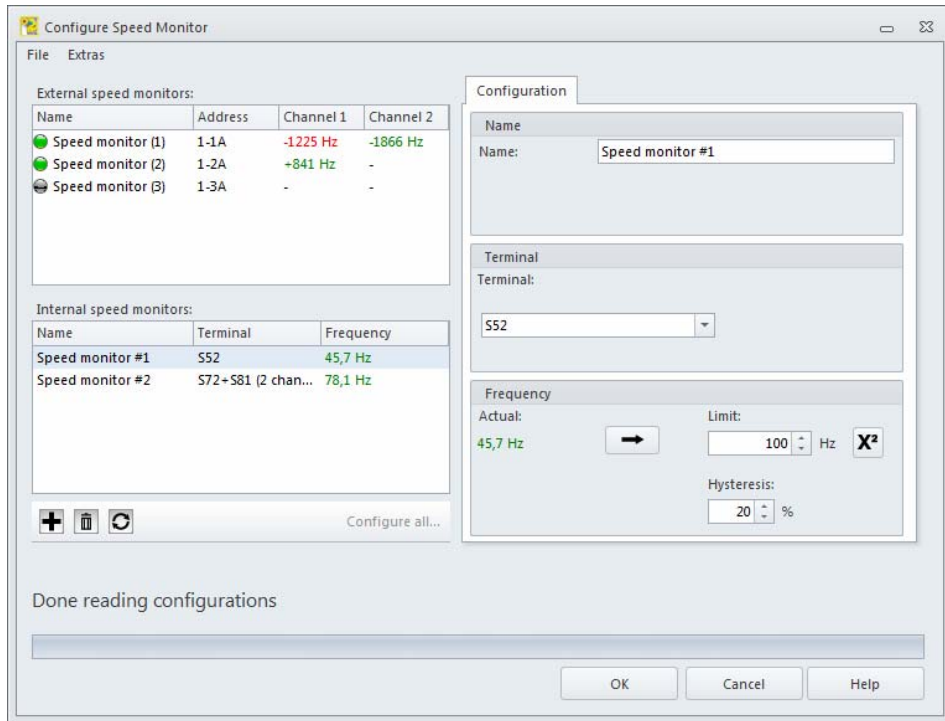 Configure Speed Monitor
File Extras
External speed monitors:
Name Address Channel 1 Channel 2
Speed monitor (1) 1-1A -1225 Hz -1866 Hz
Speed monitor (2) 1-2A +841 Hz -
Speed monitor (3) 1-3A - -
Internal speed monitors:
Name Terminal Frequency
Speed monitor #1 S52 45,7 Hz
Speed monitor #2 S72+S81 (2 chan... 78,1 Hz
Configure all...
Configuration
Name
Name: Speed monitor #1
Terminal
Terminal:
S52
Frequency
Actual: Limit:
45,7 Hz 100 Hz X²
Hysteresis:
20 %
Done reading configurations
OK Cancel Help